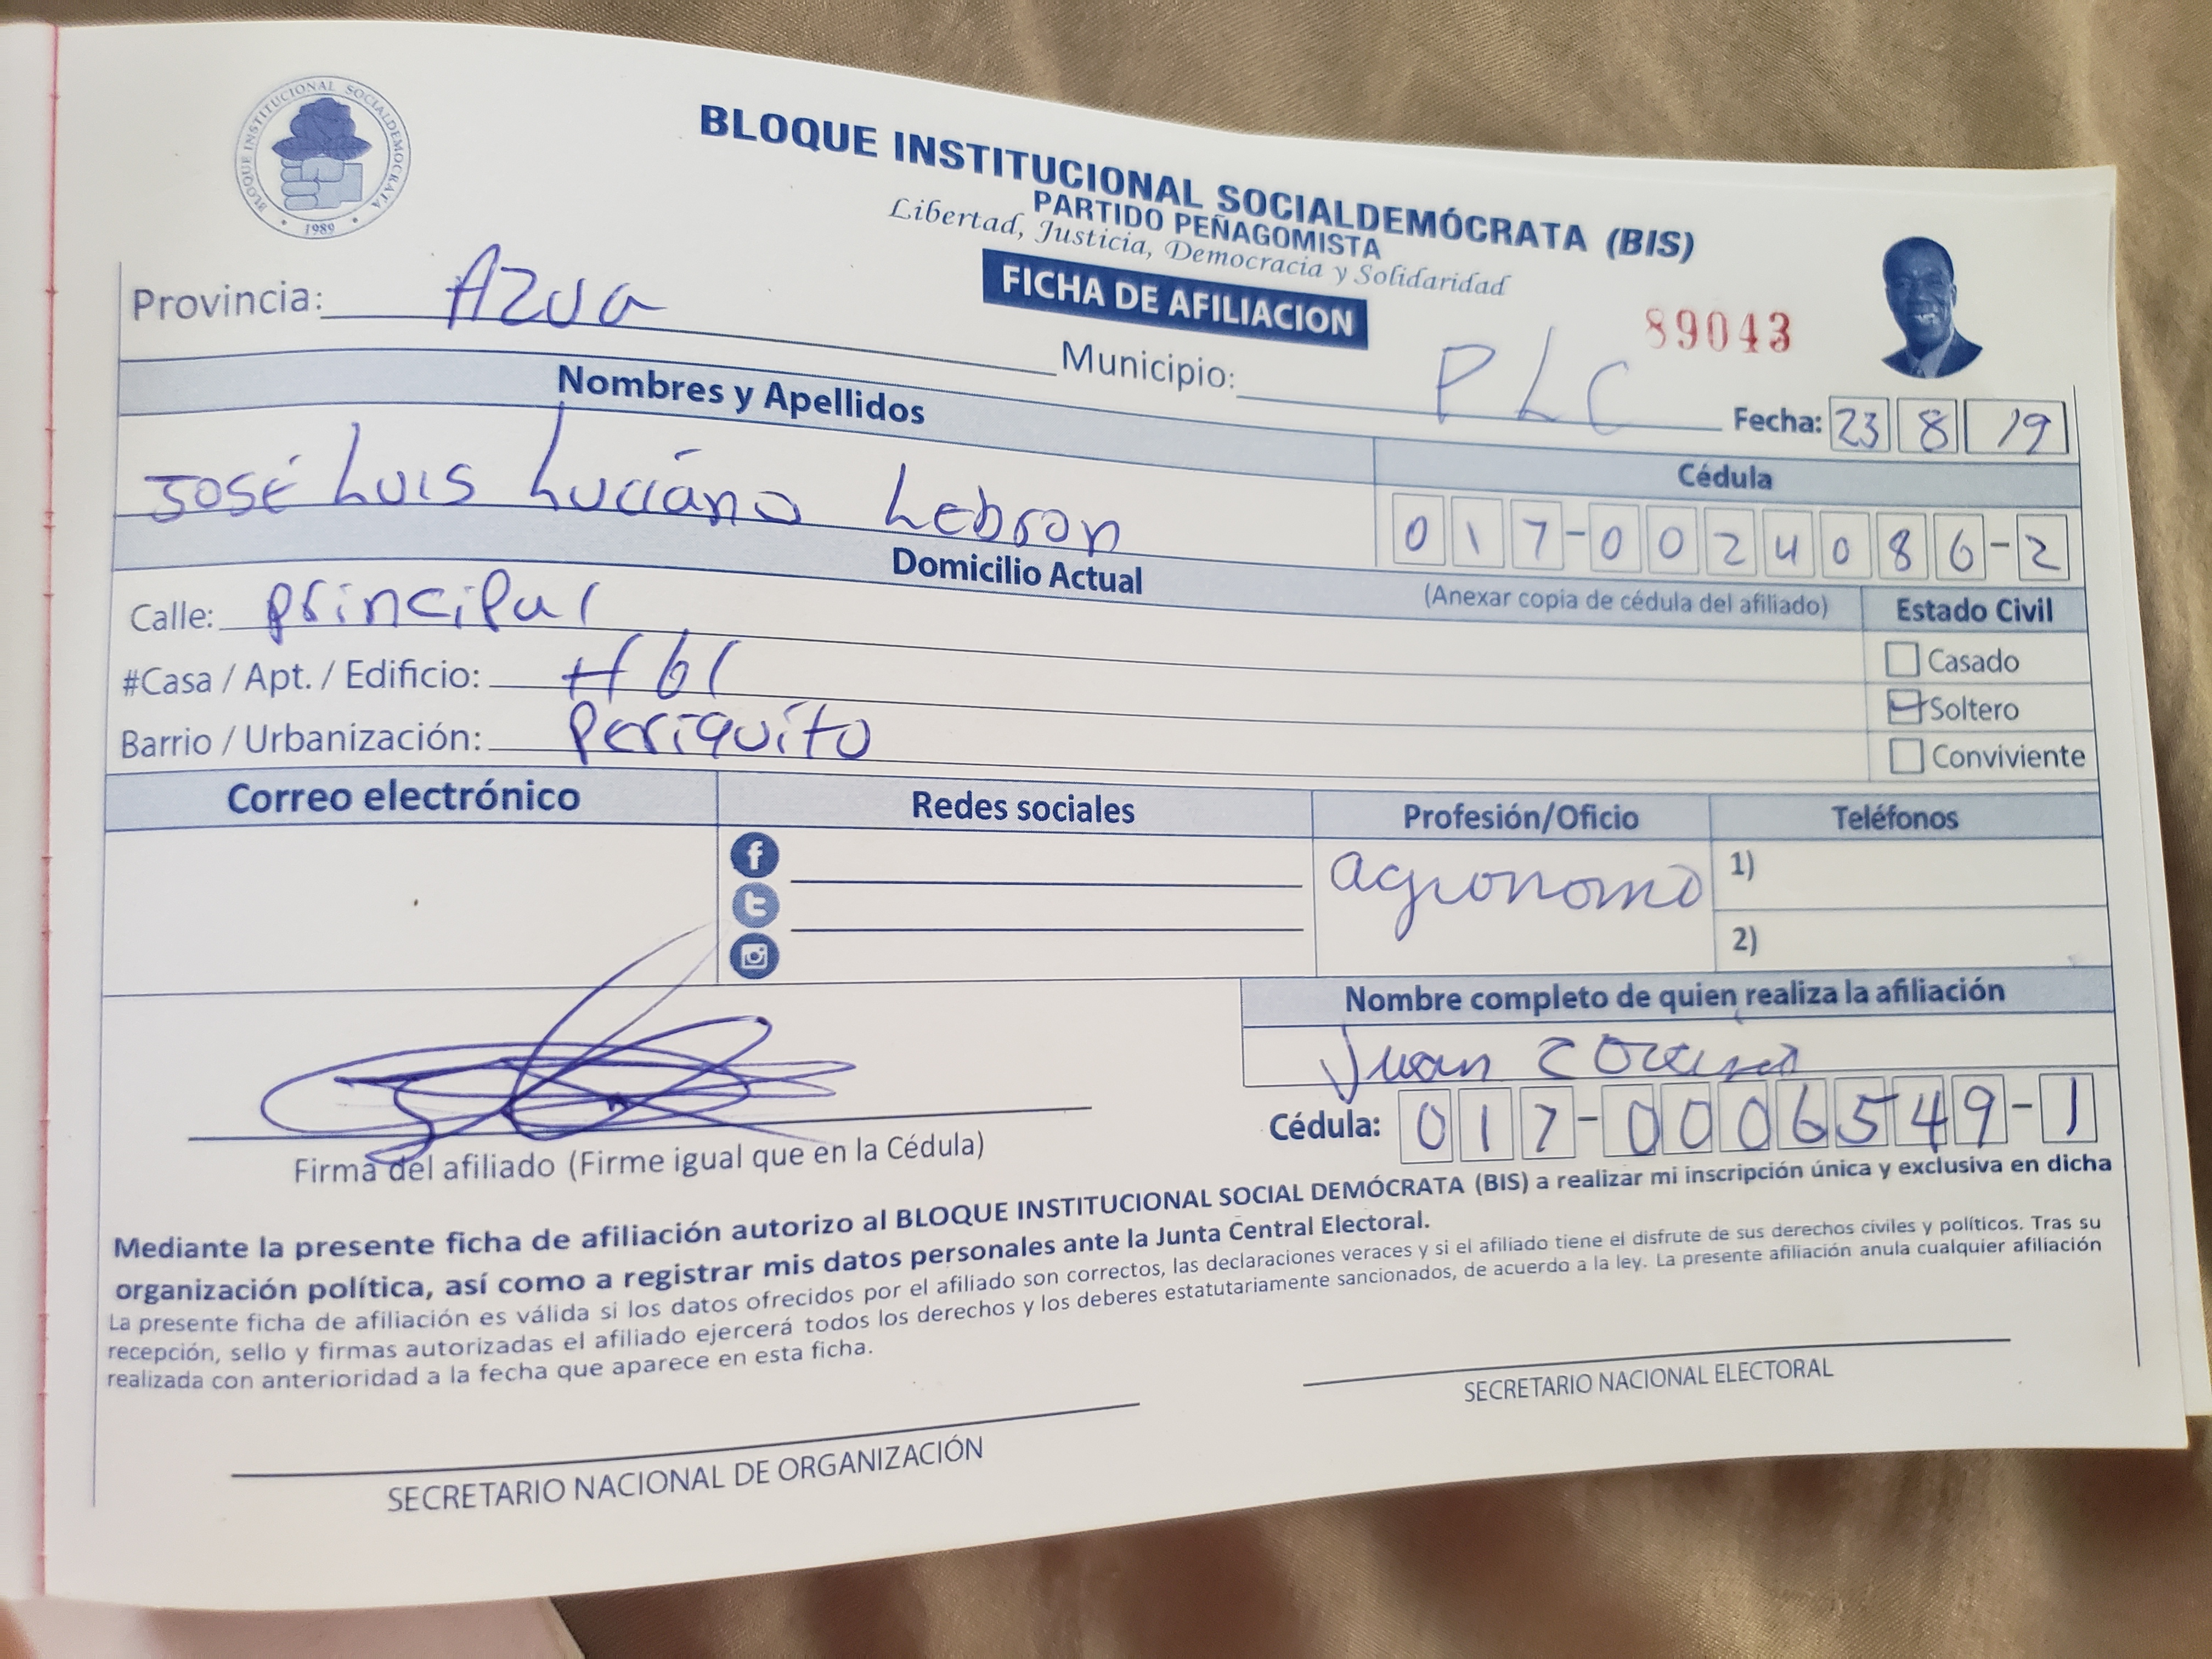 BLOQUE INSTITUCIONAL SOCIALDEMOCRATA
1989
BLOQUE INSTITUCIONAL SOCIALDEMÓCRATA (BIS)
PARTIDO PEÑAGOMISTA
Libertad, Justicia, Democracia y Solidaridad
FICHA DE AFILIACION
89043
Provincia: Azua Municipio: PLC Fecha: 23 8 19
Nombres y Apellidos Cédula
José Luis Luciano Lebron 017-0024086-2
Domicilio Actual (Anexar copia de cédula del afiliado) Estado Civil
Calle: principal
Casado
#Casa / Apt. / Edificio: # 61
Soltero
Barrio / Urbanización: Periquito
Conviviente
Correo electrónico Redes sociales Profesión/Oficio Teléfonos
agronomo 1)
2)
Nombre completo de quien realiza la afiliación
Juan
Cédula: 017-0006549-1
Firma del afiliado (Firme igual que en la Cédula)
Mediante la presente ficha de afiliación autorizo al BLOQUE INSTITUCIONAL SOCIAL DEMÓCRATA (BIS) a realizar mi inscripción única y exclusiva en dicha
organización política, así como a registrar mis datos personales ante la Junta Central Electoral.
La presente ficha de afiliación es válida si los datos ofrecidos por el afiliado son correctos, las declaraciones veraces y si el afiliado tiene el disfrute de sus derechos civiles y políticos. Tras su
recepción, sello y firmas autorizadas el afiliado ejercerá todos los derechos y los deberes estatutariamente sancionados, de acuerdo a la ley. La presente afiliación anula cualquier afiliación
realizada con anterioridad a la fecha que aparece en esta ficha.
SECRETARIO NACIONAL DE ORGANIZACIÓN
SECRETARIO NACIONAL ELECTORAL